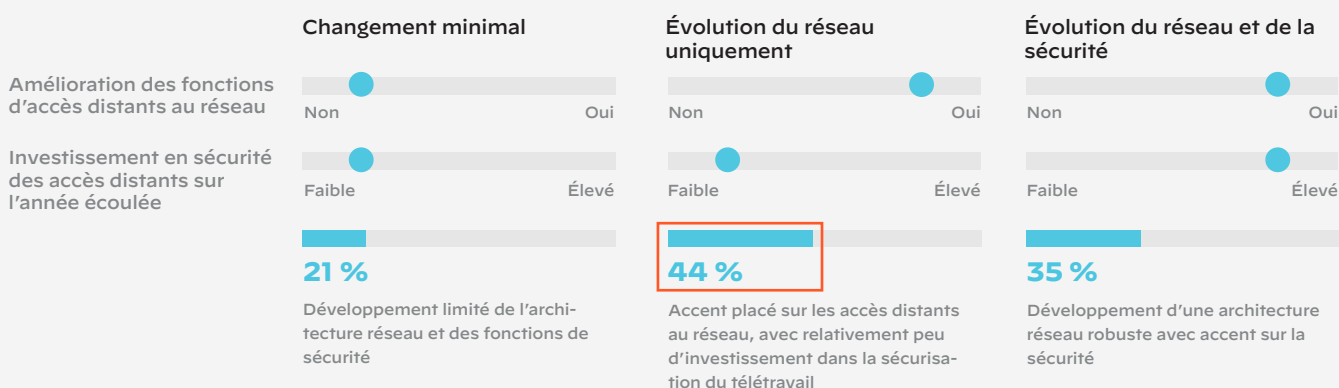 Changement minimal
Évolution du réseau
uniquement
Évolution du réseau et de la
sécurité
Amélioration des fonctions
d'accès distants au réseau
Non
Oui
Non
Oui
Non
Oui
Investissement en sécurité
des accès distants sur
l'année écoulée
Faible
Élevé
Faible
Élevé
Faible
Élevé
21 %
Développement limité de l'archi-
tecture réseau et des fonctions de
sécurité
44 %
Accent placé sur les accès distants
au réseau, avec relativement peu
d'investissement dans la sécurisa-
tion du télétravail
35 %
Développement d'une architecture
réseau robuste avec accent sur la
sécurité